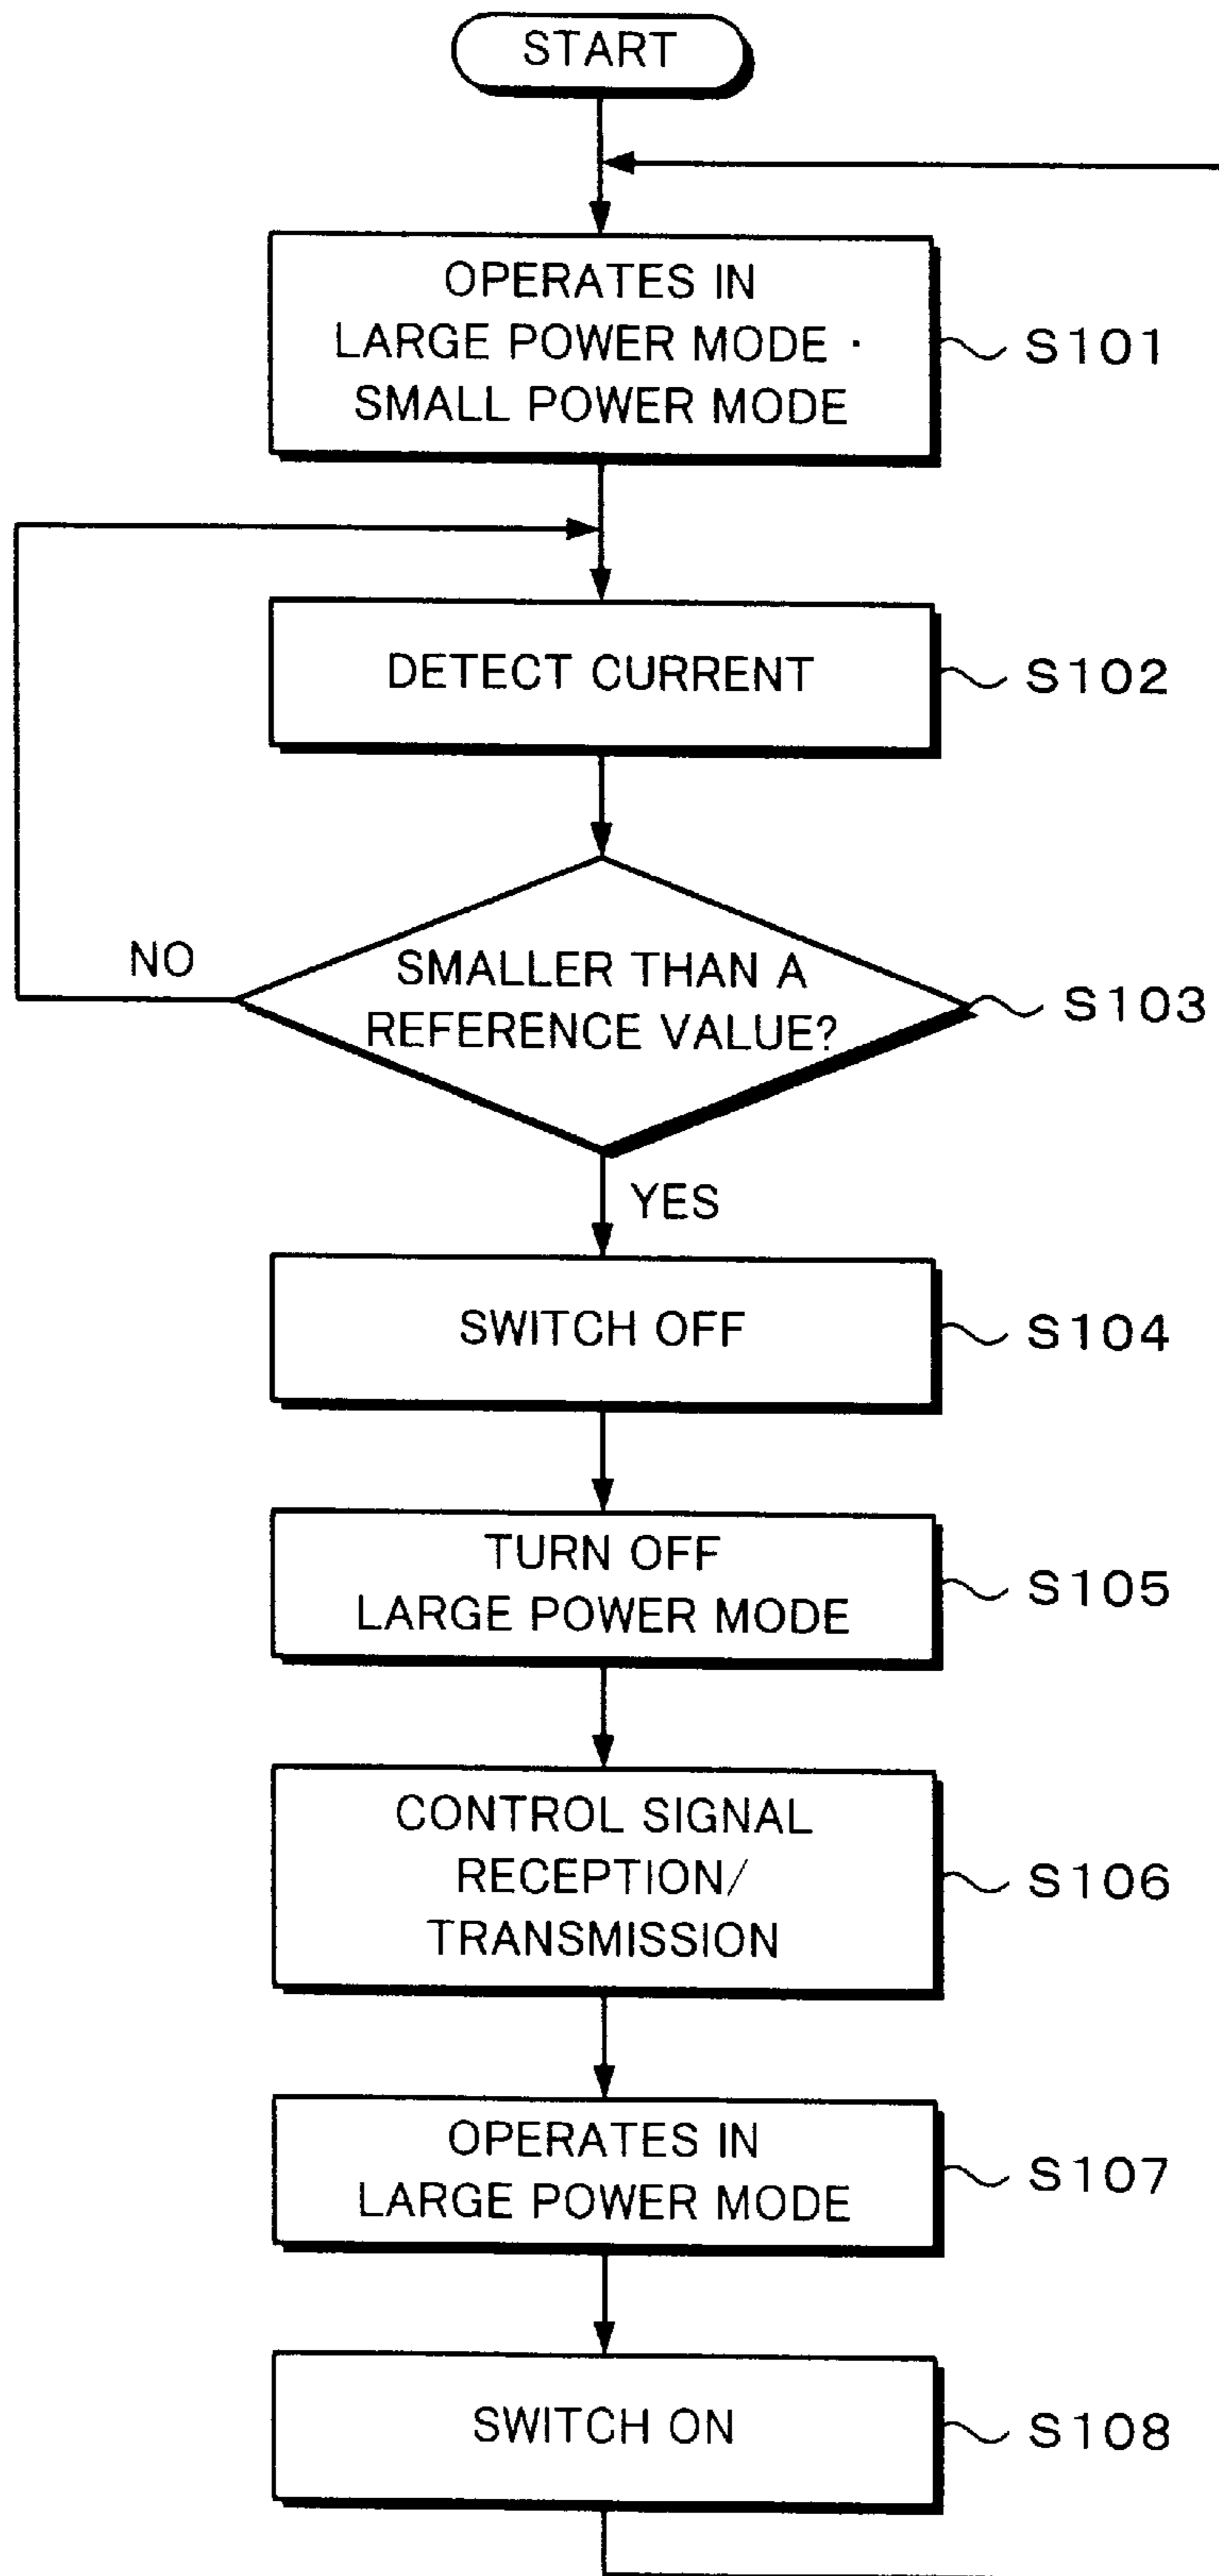 START
OPERATES IN
LARGE POWER MODE ·
SMALL POWER MODE
S101
DETECT CURRENT
S102
NO
SMALLER THAN A
REFERENCE VALUE?
S103
YES
SWITCH OFF
S104
TURN OFF
LARGE POWER MODE
S105
CONTROL SIGNAL
RECEPTION/
TRANSMISSION
S106
OPERATES IN
LARGE POWER MODE
S107
SWITCH ON
S108